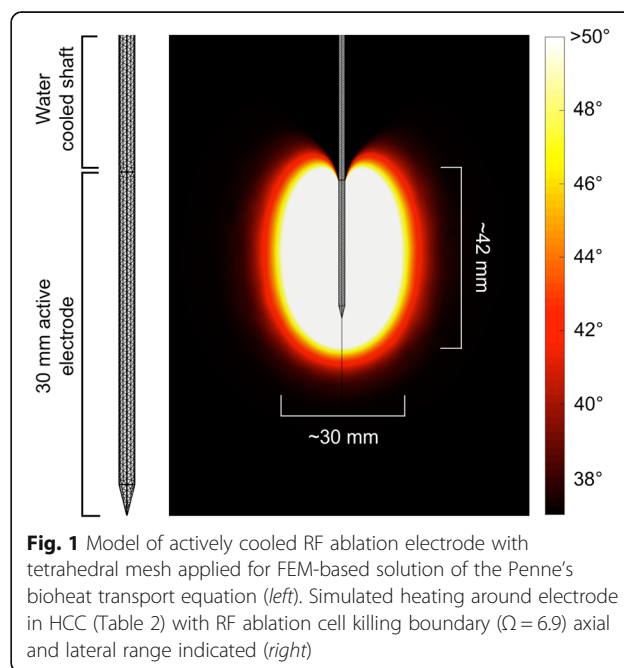 Water
cooled shaft
30 mm active
electrode
~42 mm
~30 mm
>50°
48°
46°
44°
42°
40°
38°
Fig. 1 Model of actively cooled RF ablation electrode with
tetrahedral mesh applied for FEM-based solution of the Penne's
bioheat transport equation (left). Simulated heating around electrode
in HCC (Table 2) with RF ablation cell killing boundary (Ω = 6.9) axial
and lateral range indicated (right)